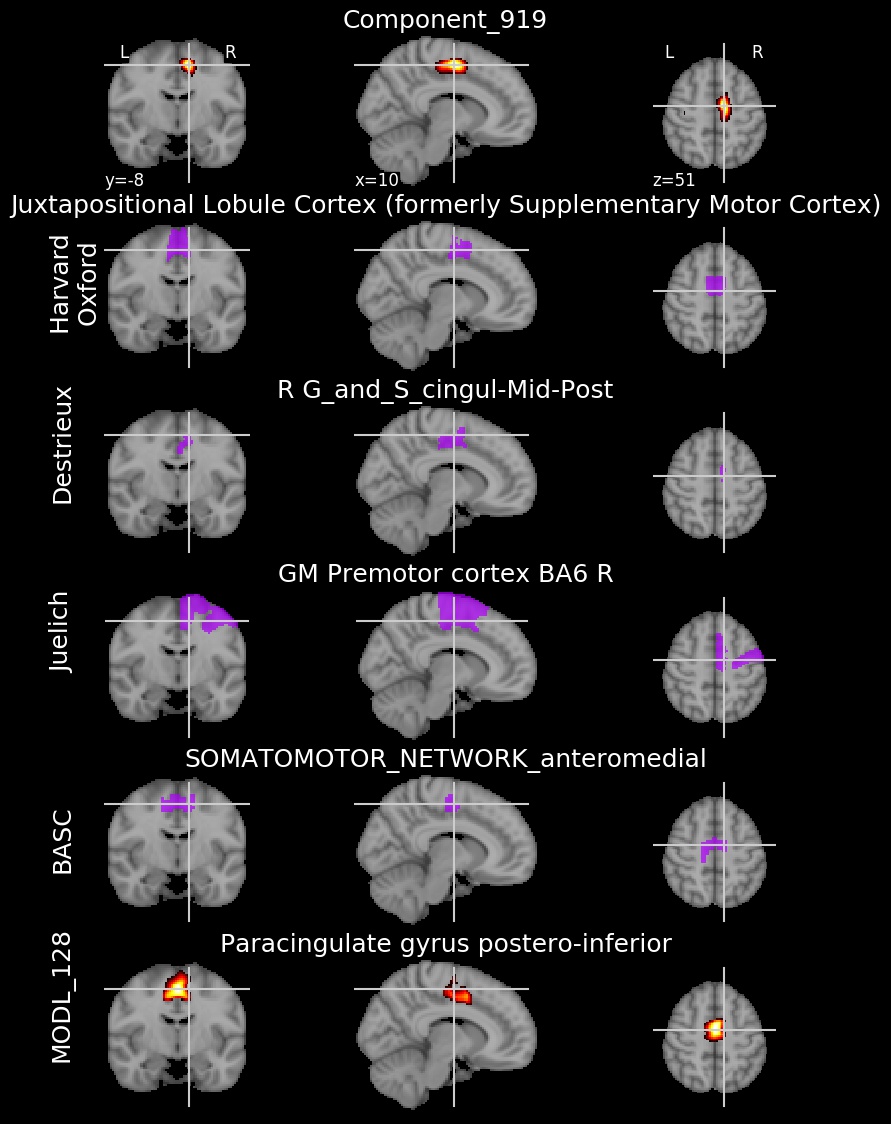 Component_919
L
R
L
R
y=-8
x=10
z=51
Juxtapositional Lobule Cortex (formerly Supplementary Motor Cortex)
Harvard
Oxford
R G_and_S_cingul-Mid-Post
Destrieux
GM Premotor cortex BA6 R
Juelich
SOMATOMOTOR_NETWORK_anteromedial
BASC
Paracingulate gyrus postero-inferior
MODL_128